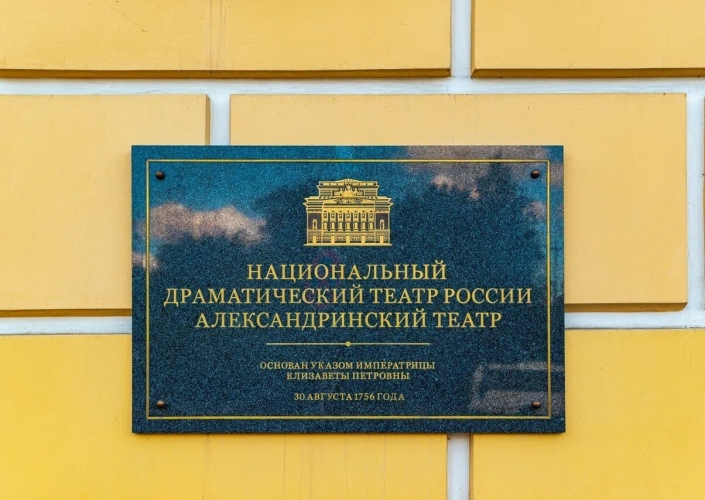 НАЦИОНАЛЬНЫЙ
ДРАМАТИЧЕСКИЙ ТЕАТР РОССИИ
АЛЕКСАНДРИНСКИЙ ТЕАТР
ОСНОВАН УКАЗОМ ИМПЕРАТРИЦЫ
ЕЛИЗАВЕТЫ ПЕТРОВНЫ
30 АВГУСТА 1756 ГОДА